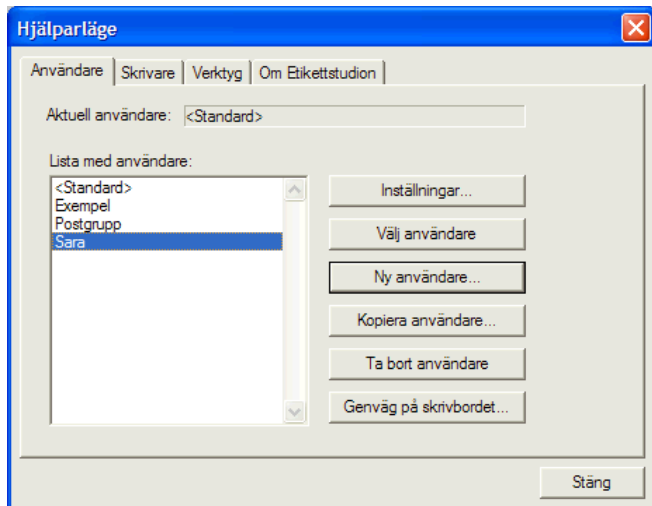 Hjälparläge
Användare Skrivare Verktyg Om Etikettstudion
Aktuell användare: <Standard>
Lista med användare:
<Standard>
Exempel
Postgrupp
Sara
Inställningar...
Välj användare
Ny användare...
Kopiera användare...
Ta bort användare
Genväg på skrivbordet...
Stäng